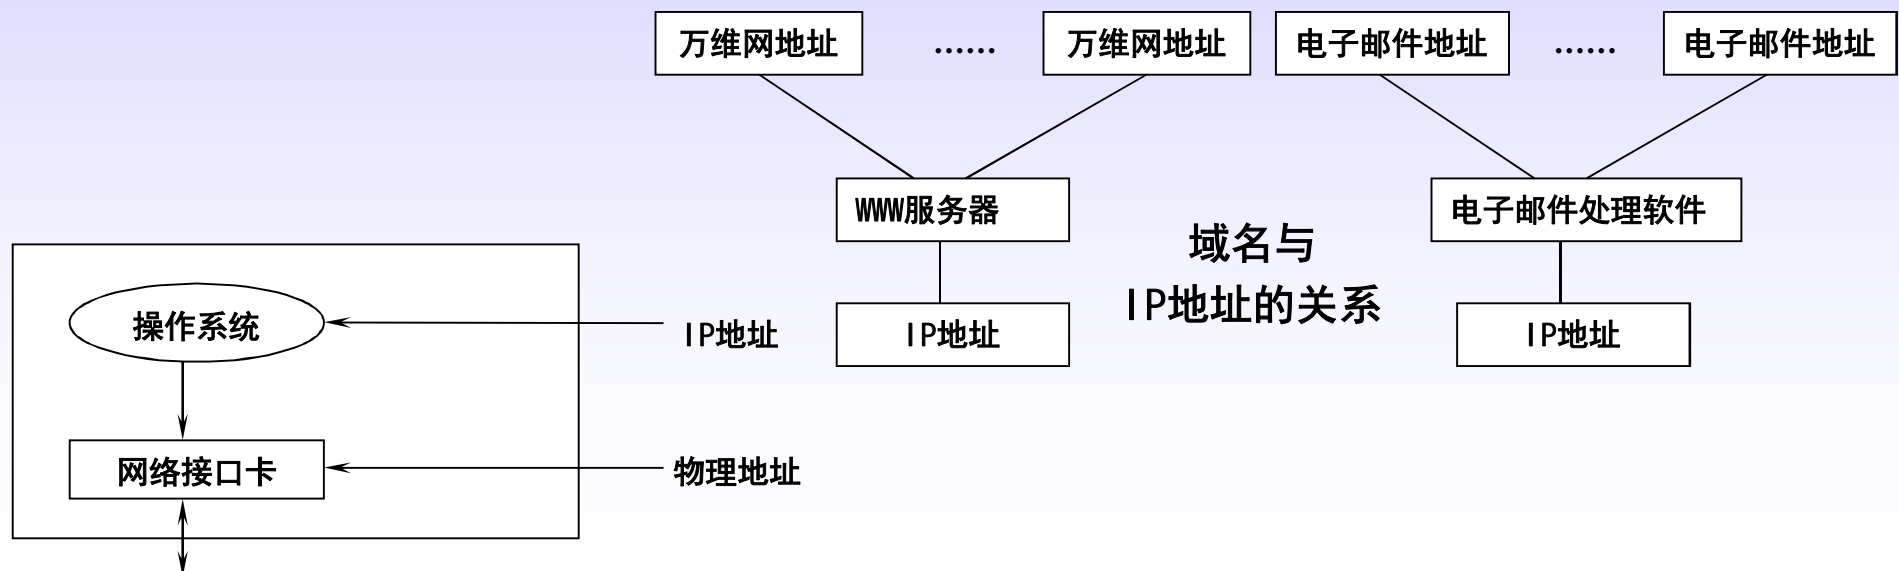 万维网地址
……
万维网地址
电子邮件地址
……
电子邮件地址
WWW服务器
电子邮件处理软件
域名与
IP地址的关系
操作系统
IP地址
IP地址
IP地址
网络接口卡
物理地址